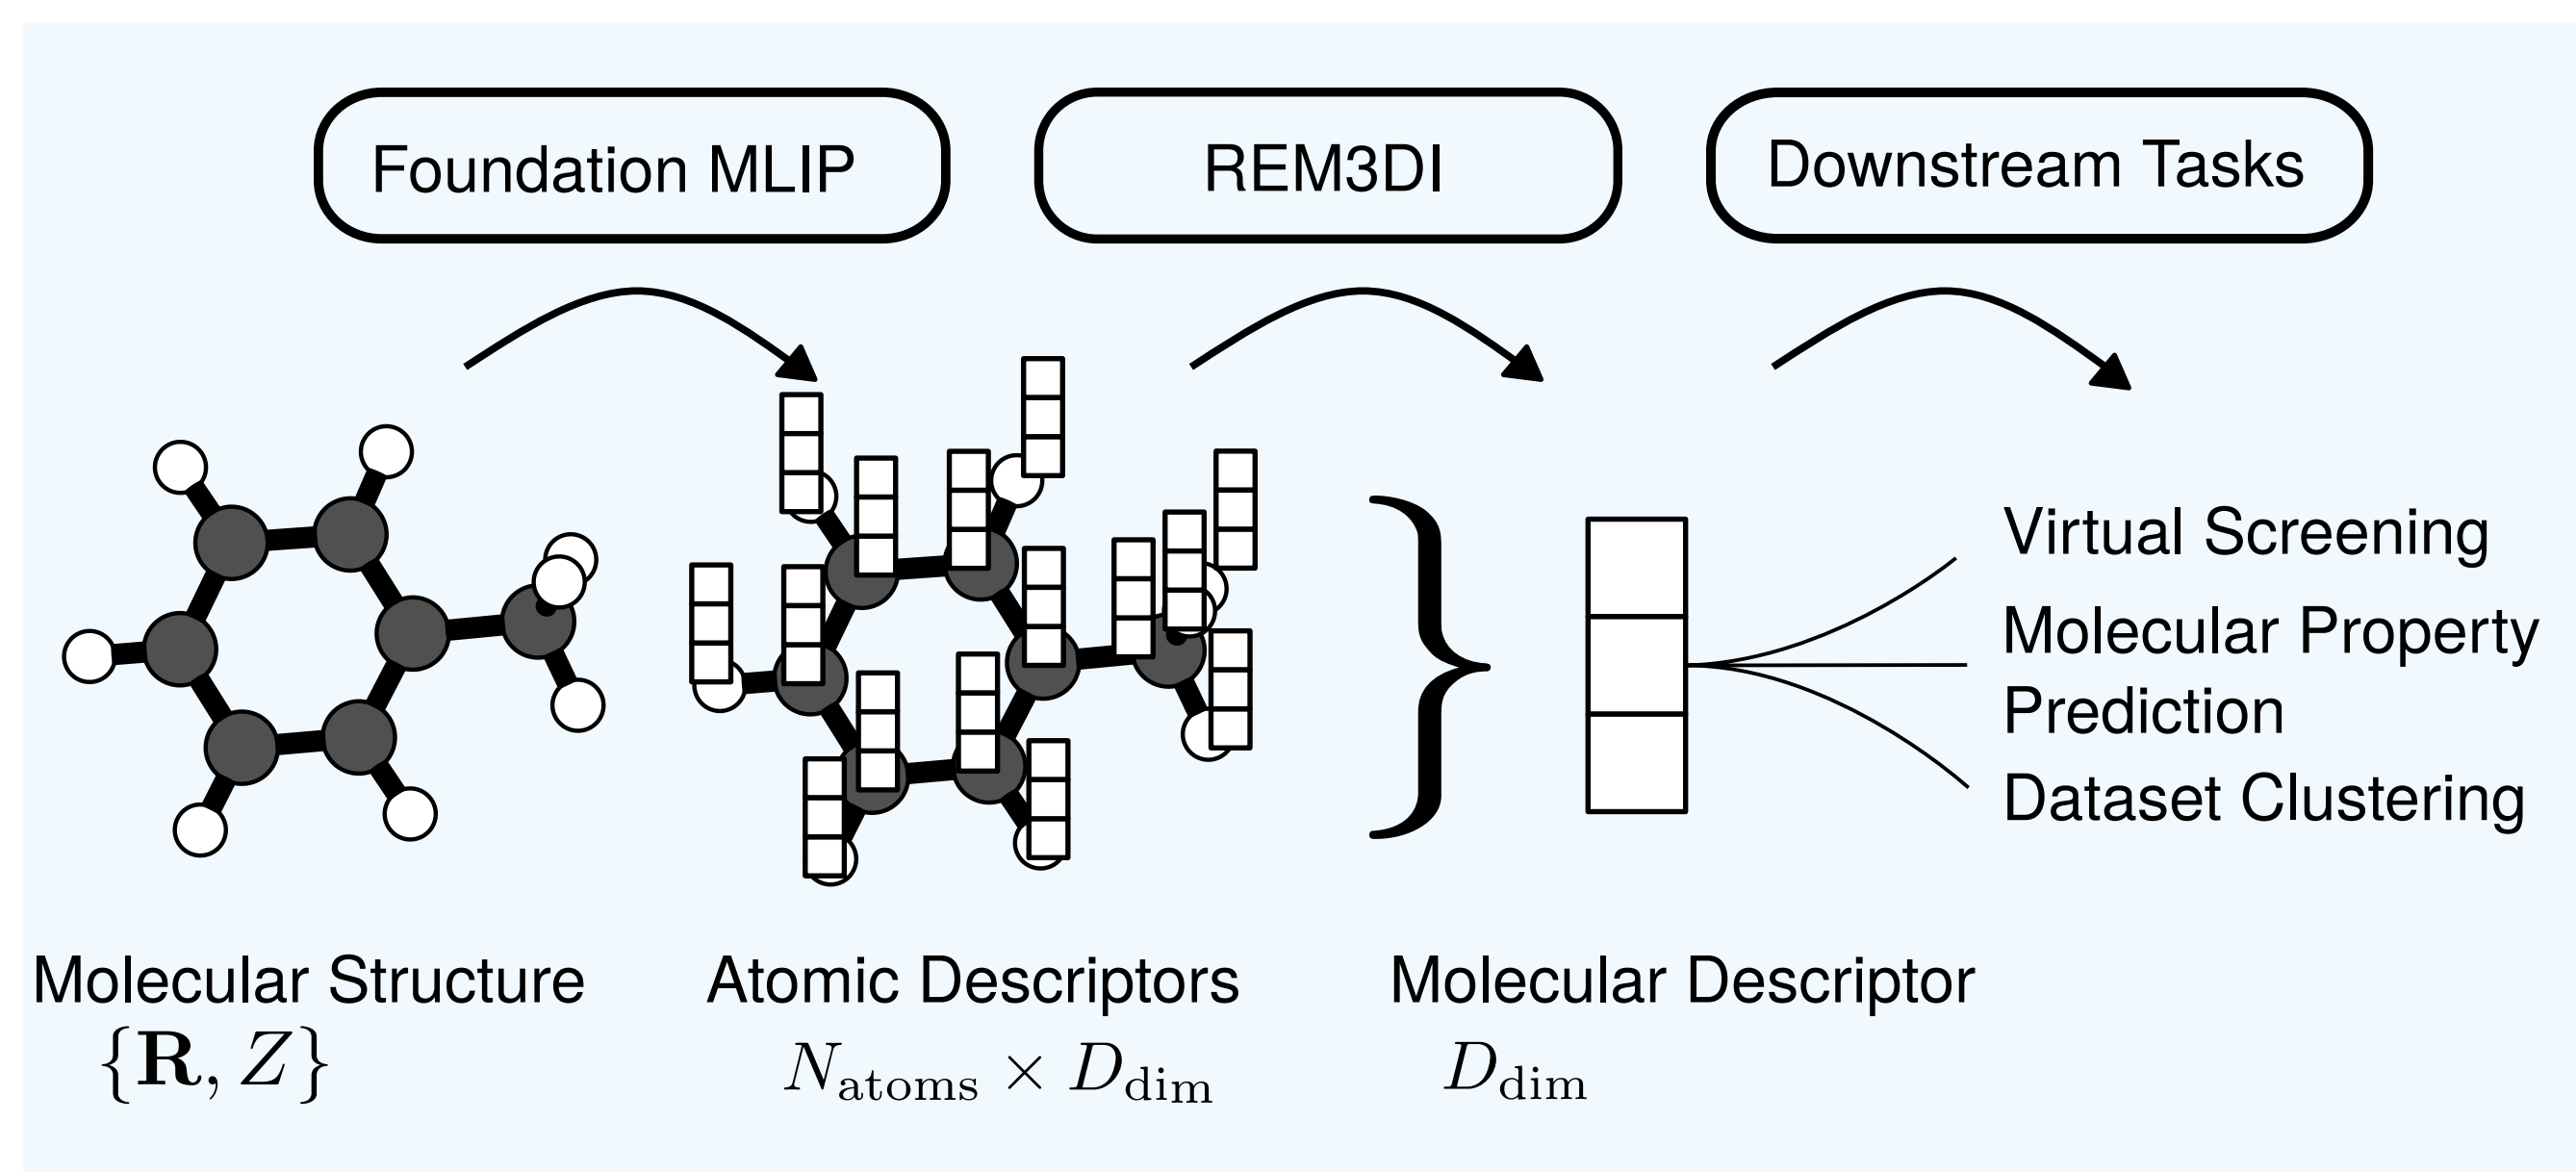 Foundation MLIP
REM3DI
Downstream Tasks
Virtual Screening
Molecular Property
Prediction
Dataset Clustering
Molecular Structure
{R, Z}
Atomic Descriptors
N_atoms × D_dim
Molecular Descriptor
D_dim